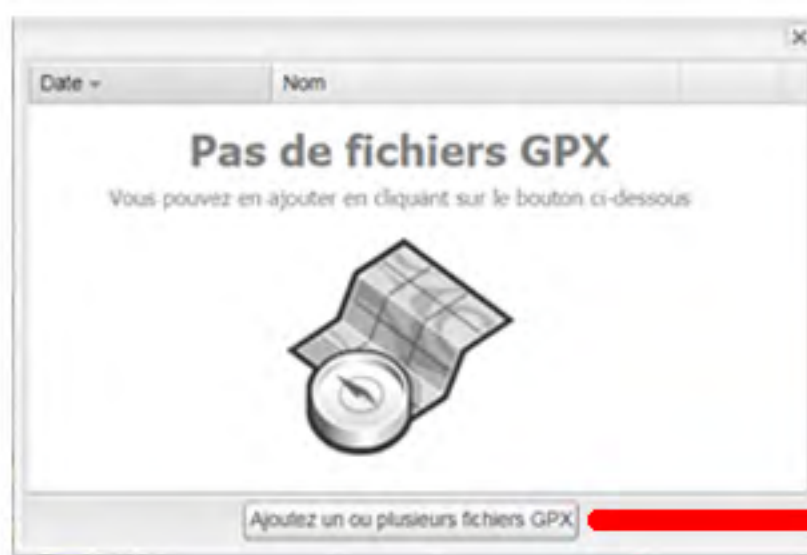 Date
Nom
Pas de fichiers GPX
Vous pouvez en ajouter en cliquant sur le bouton ci-dessous
Ajoutez un ou plusieurs fichiers GPX